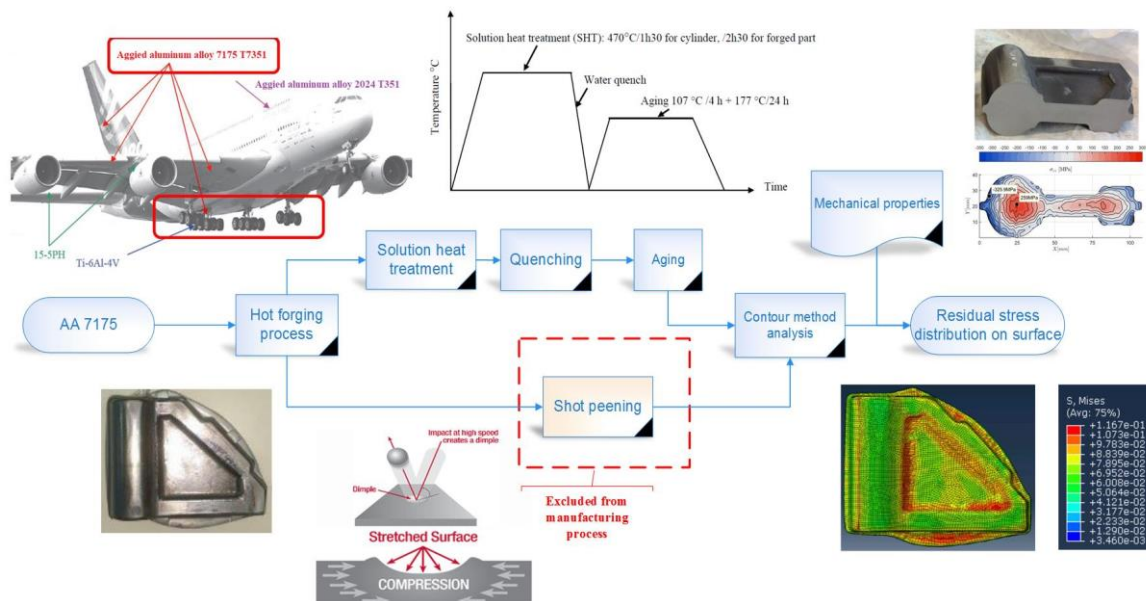 Aggied aluminum alloy 7175 T7351
Aggied aluminum alloy 2024 T351
15-5PH
Ti-6Al-4V
Temperature °C
Solution heat treatment (SHT): 470°C/1h30 for cylinder, /2h30 for forged part
Water quench
Aging 107 °C /4 h + 177 °C/24 h
Time
Mechanical properties
-325.9MPa
Solution heat
treatment
Quenching
Aging
AA 7175
Hot forging
process
Contour method
analysis
Residual stress
distribution on surface
Shot peening
Excluded from
manufacturing
process
Impact at high speed
creates a dimple
Dimple
Stretched Surface
COMPRESSION
S, Mises
(Avg: 75%)
+1.167e-01
+1.073e-01
+9.783e-02
+8.839e-02
+7.895e-02
+6.952e-02
+6.008e-02
+5.064e-02
+4.121e-02
+3.177e-02
+2.233e-02
+1.290e-02
+3.460e-03